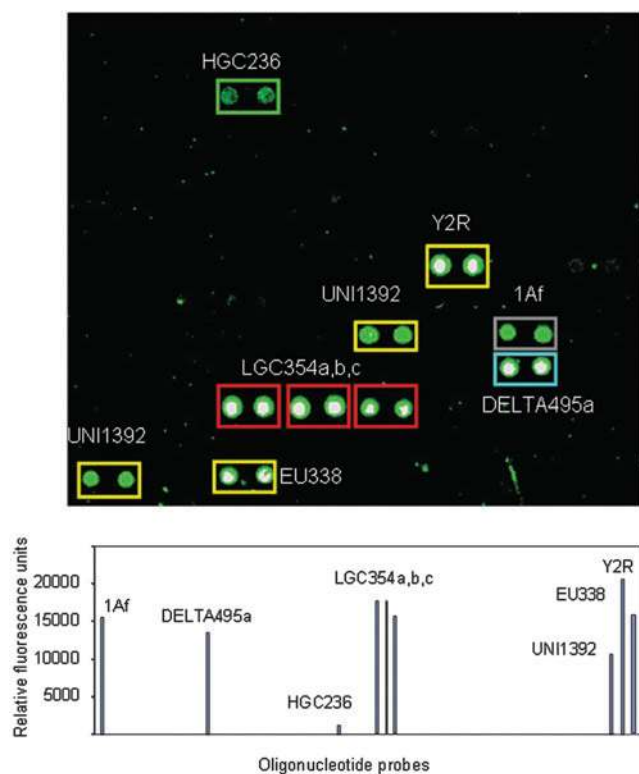 HGC236
Y2R
UNI1392
1Af
LGC354a,b,c
DELTA495a
UNI1392
EU338
Relative fluorescence units
20000
15000
10000
5000
1Af
DELTA495a
HGC236
LGC354a,b,c
Y2R
EU338
UNI1392
Oligonucleotide probes